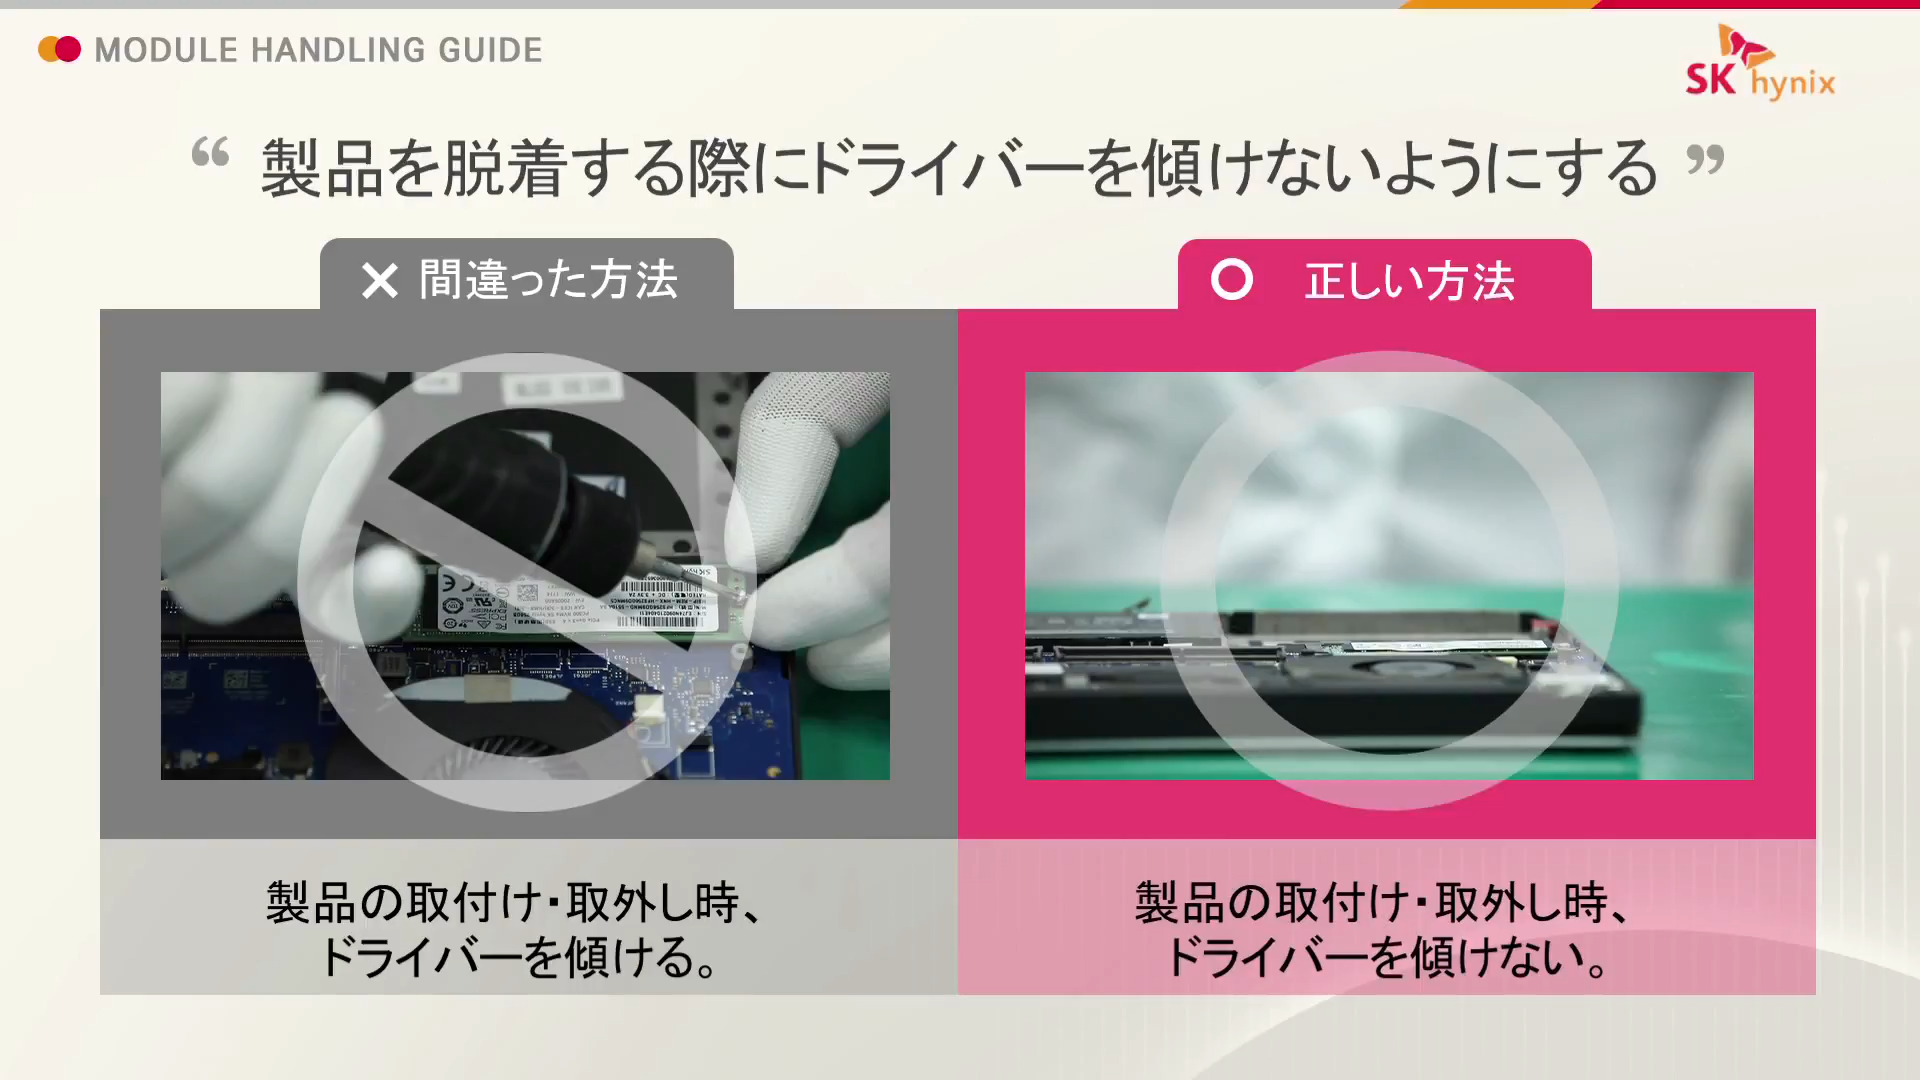 MODULE HANDLING GUIDE
SK hynix
“ 製品を脱着する際にドライバーを傾けないようにする ”
× 間違った方法
○ 正しい方法
製品の取付け・取外し時、
ドライバーを傾ける。
製品の取付け・取外し時、
ドライバーを傾けない。